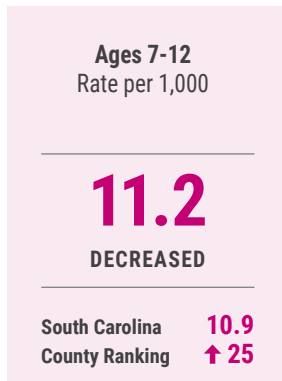 Ages 7-12
Rate per 1,000
11.2
DECREASED
South Carolina 10.9
County Ranking ↑ 25